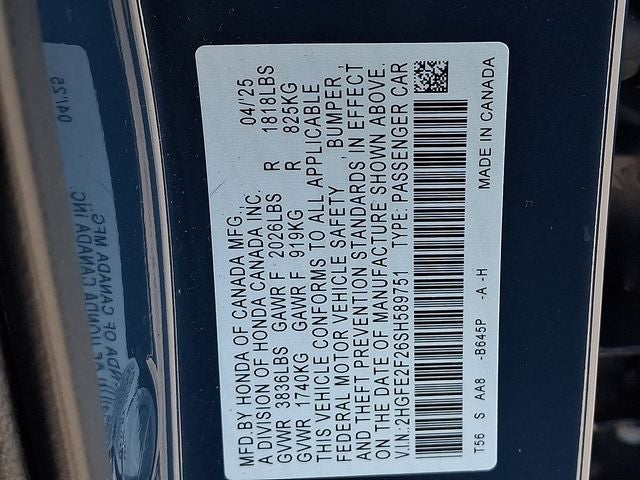 MFD.BY HONDA OF CANADA MFG. 04/'25
A DIVISION OF HONDA CANADA INC.
GVWR 3836LBS GAWR F 2026LBS R 1818LBS
GVWR 1740KG GAWR F 919KG R 825KG
THIS VEHICLE CONFORMS TO ALL APPLICABLE
FEDERAL MOTOR VEHICLE SAFETY , BUMPER ,
AND THEFT PREVENTION STANDARDS IN EFFECT
ON THE DATE OF MANUFACTURE SHOWN ABOVE.
V.I.N:2HGFE2F26SH589751 TYPE: PASSENGER CAR
T56 S AA8 -B645P -A -H MADE IN CANADA